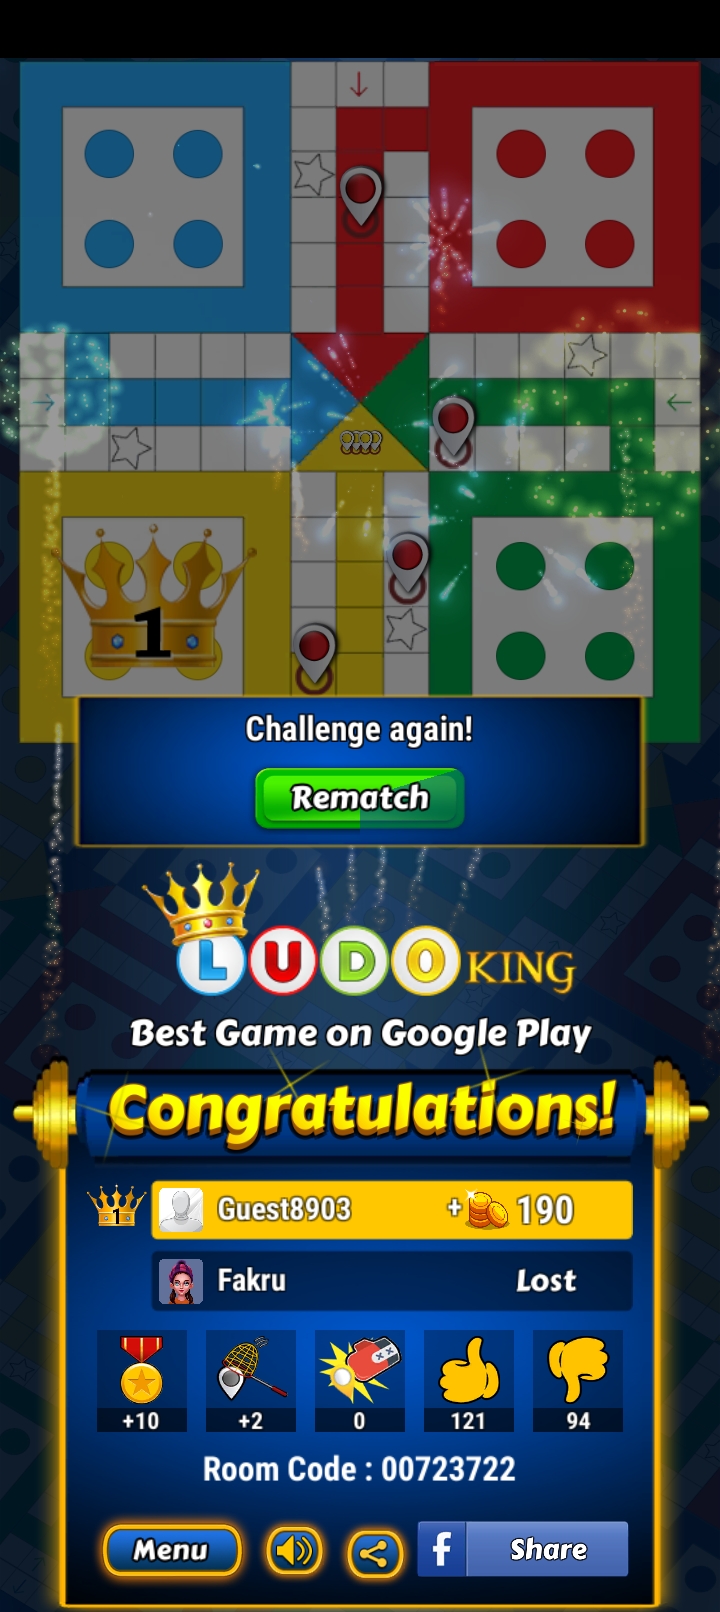 1
Challenge again!
Rematch
LUDO KING
Best Game on Google Play
Congratulations!
1 Guest8903 + 190
Fakru Lost
+10 +2 0 121 94
Room Code : 00723722
Menu f Share